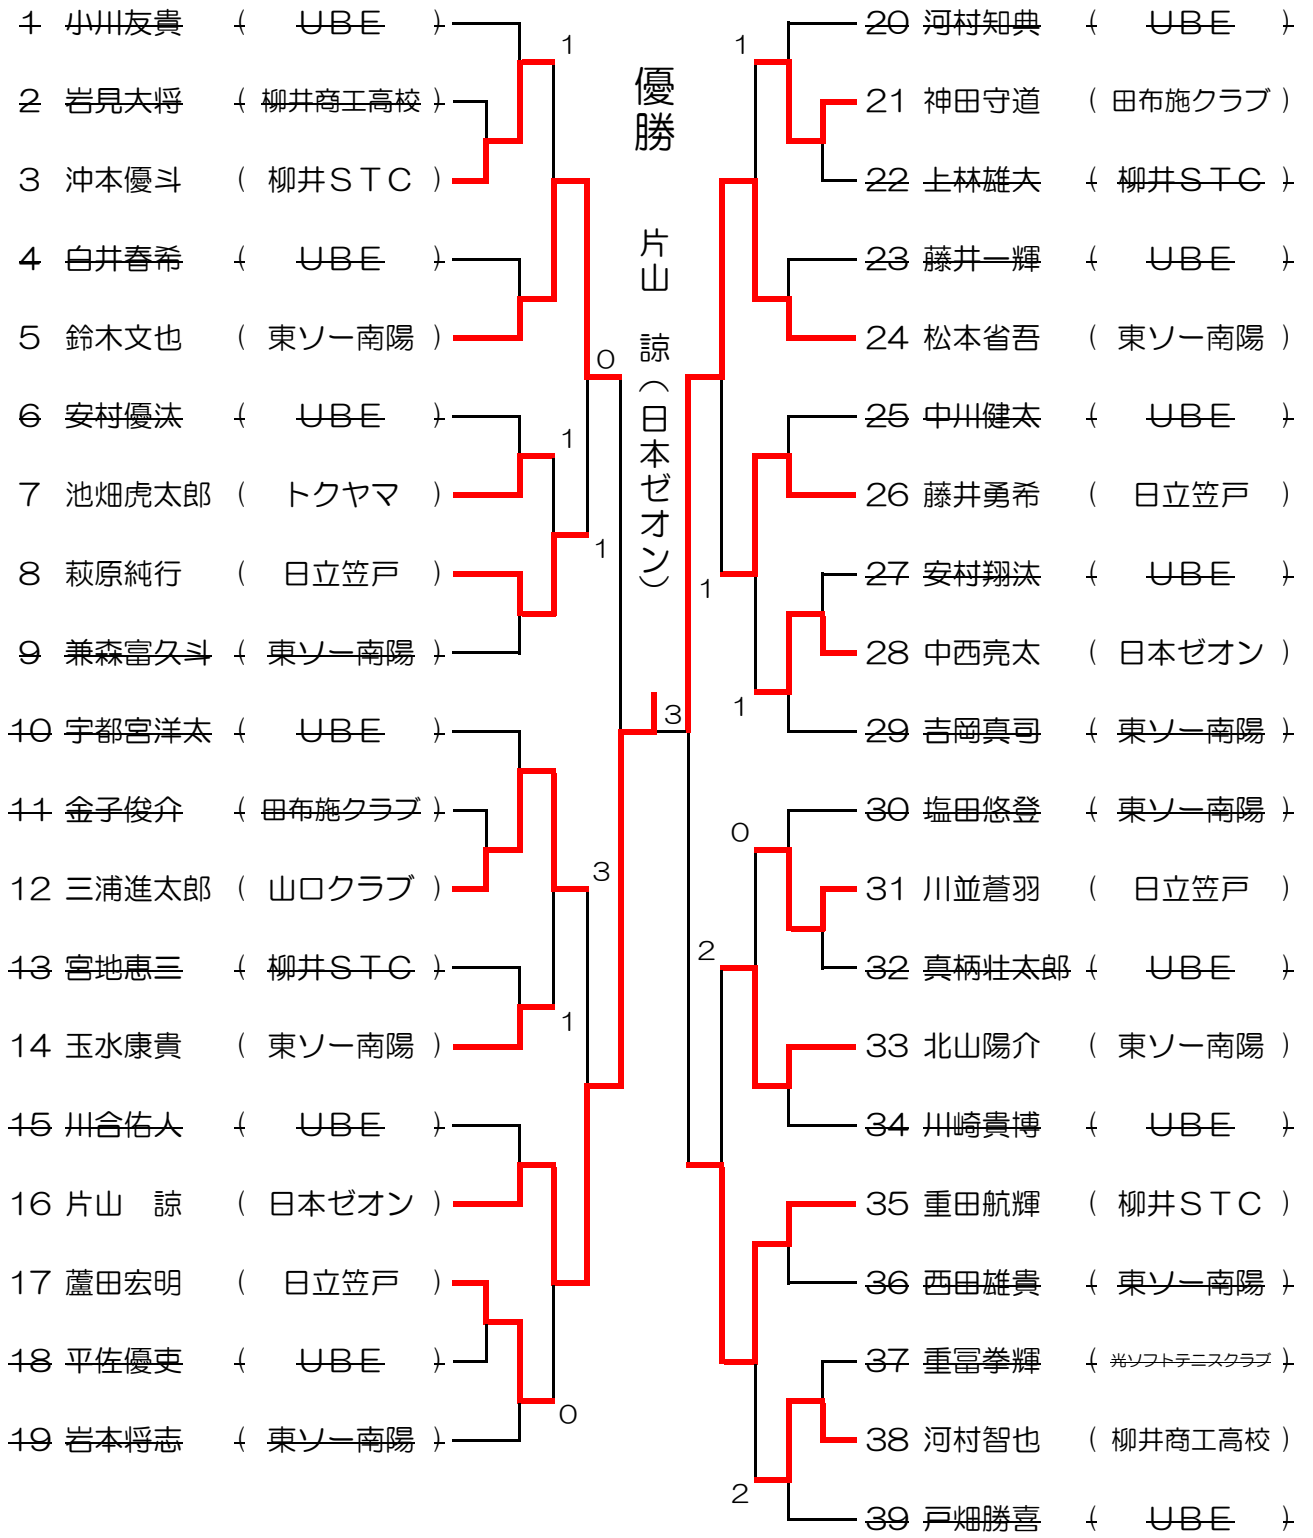 1 小川友貴 ( UBE )
2 岩見大将 ( 柳井商工高校 )
3 沖本優斗 ( 柳井STC )
4 白井春希 ( UBE )
5 鈴木文也 ( 東ソー南陽 )
6 安村優汰 ( UBE )
7 池畑虎太郎 ( トクヤマ )
8 萩原純行 ( 日立笠戸 )
9 兼森富久斗 ( 東ソー南陽 )
10 宇都宮洋太 ( UBE )
11 金子俊介 ( 田布施クラブ )
12 三浦進太郎 ( 山口クラブ )
13 宮地恵三 ( 柳井STC )
14 玉水康貴 ( 東ソー南陽 )
15 川合佑人 ( UBE )
16 片山 諒 ( 日本ゼオン )
17 蘆田宏明 ( 日立笠戸 )
18 平佐優吏 ( UBE )
19 岩本将志 ( 東ソー南陽 )
1
0
1
1
3
1
0
優勝 片山 諒(日本ゼオン)
3
1
1
1
0
2
2
20 河村知典 ( UBE )
21 神田守道 ( 田布施クラブ )
22 上林雄大 ( 柳井STC )
23 藤井一輝 ( UBE )
24 松本省吾 ( 東ソー南陽 )
25 中川健太 ( UBE )
26 藤井勇希 ( 日立笠戸 )
27 安村翔汰 ( UBE )
28 中西亮太 ( 日本ゼオン )
29 吉岡真司 ( 東ソー南陽 )
30 塩田悠登 ( 東ソー南陽 )
31 川並蒼羽 ( 日立笠戸 )
32 真柄壮太郎 ( UBE )
33 北山陽介 ( 東ソー南陽 )
34 川崎貴博 ( UBE )
35 重田航輝 ( 柳井STC )
36 西田雄貴 ( 東ソー南陽 )
37 重冨拳輝 ( 光ソフトテニスクラブ )
38 河村智也 ( 柳井商工高校 )
39 戸畑勝喜 ( UBE )